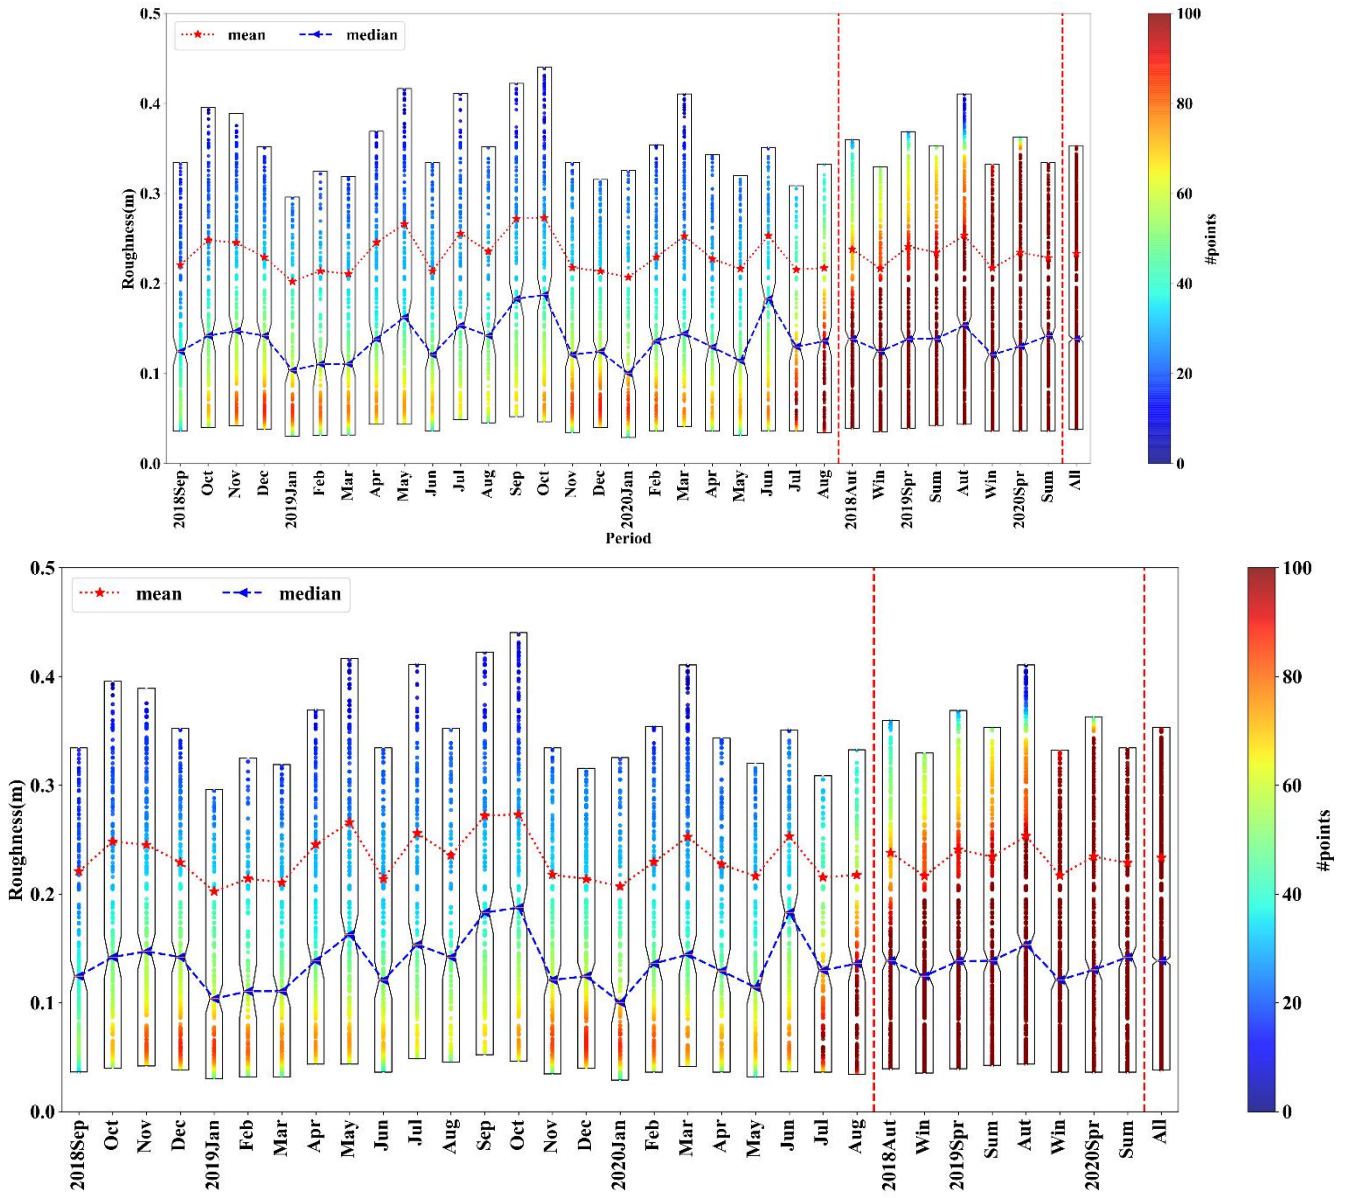 0.5
mean median
0.4
0.3
0.2
0.1
0.0
Roughness(m)
2018Sep Oct Nov Dec 2019Jan Feb Mar Apr May Jun Jul Aug Sep Oct Nov Dec 2020Jan Feb Mar Apr May Jun Jul Aug 2018Aut Win 2019Spr Sum Aut Win 2020Spr Sum All
Period
100
80
60
40
20
0
#points
0.5
mean median
0.4
0.3
0.2
0.1
0.0
Roughness(m)
2018Sep Oct Nov Dec 2019Jan Feb Mar Apr May Jun Jul Aug Sep Oct Nov Dec 2020Jan Feb Mar Apr May Jun Jul Aug 2018Aut Win 2019Spr Sum Aut Win 2020Spr Sum All
100
80
60
40
20
0
#points